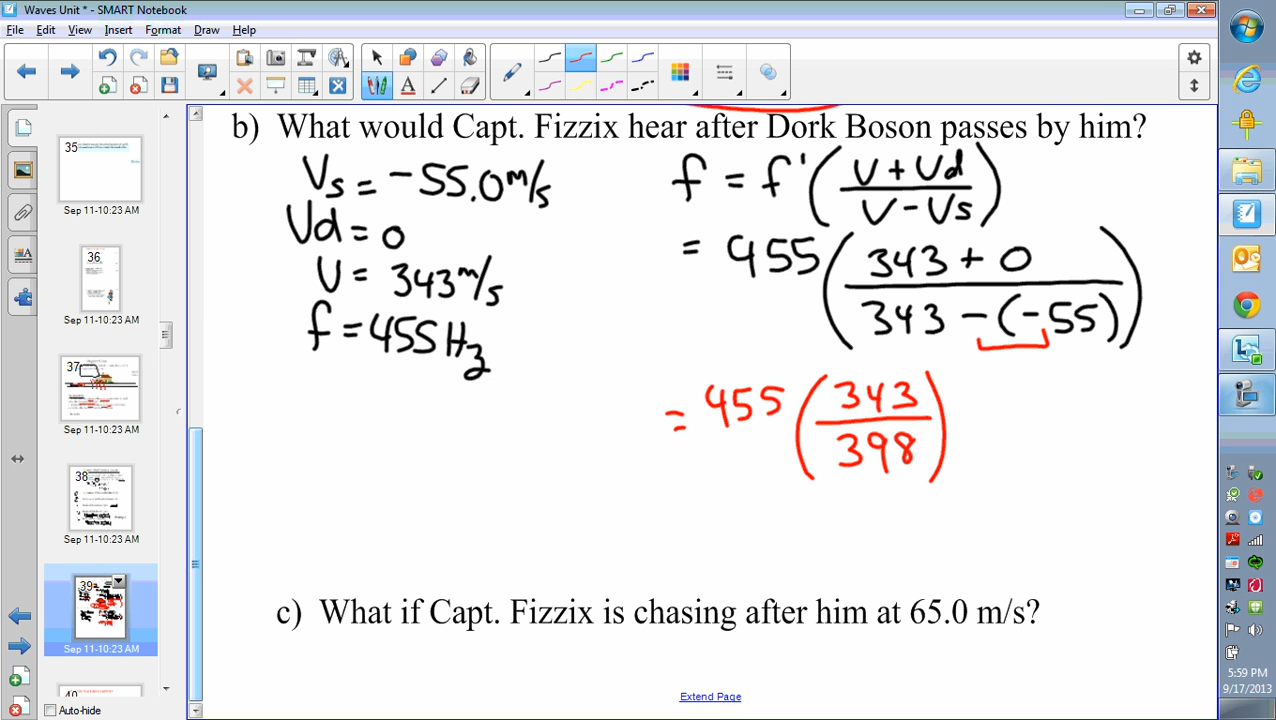 Waves Unit * - SMART Notebook
File Edit View Insert Format Draw Help
b) What would Capt. Fizzix hear after Dork Boson passes by him?
Vs = -55.0 m/s
Vd = 0
V = 343 m/s
f = 455 Hz
f = f' ( V + Vd / V - Vs )
= 455 ( 343 + 0 / 343 - (-55) )
= 455 ( 343 / 398 )
c) What if Capt. Fizzix is chasing after him at 65.0 m/s?
Extend Page
35
Sep 11-10:23 AM
36
Sep 11-10:23 AM
37
Sep 11-10:23 AM
38
Sep 11-10:23 AM
39
Sep 11-10:23 AM
40
Auto-hide
5:59 PM
9/17/2013